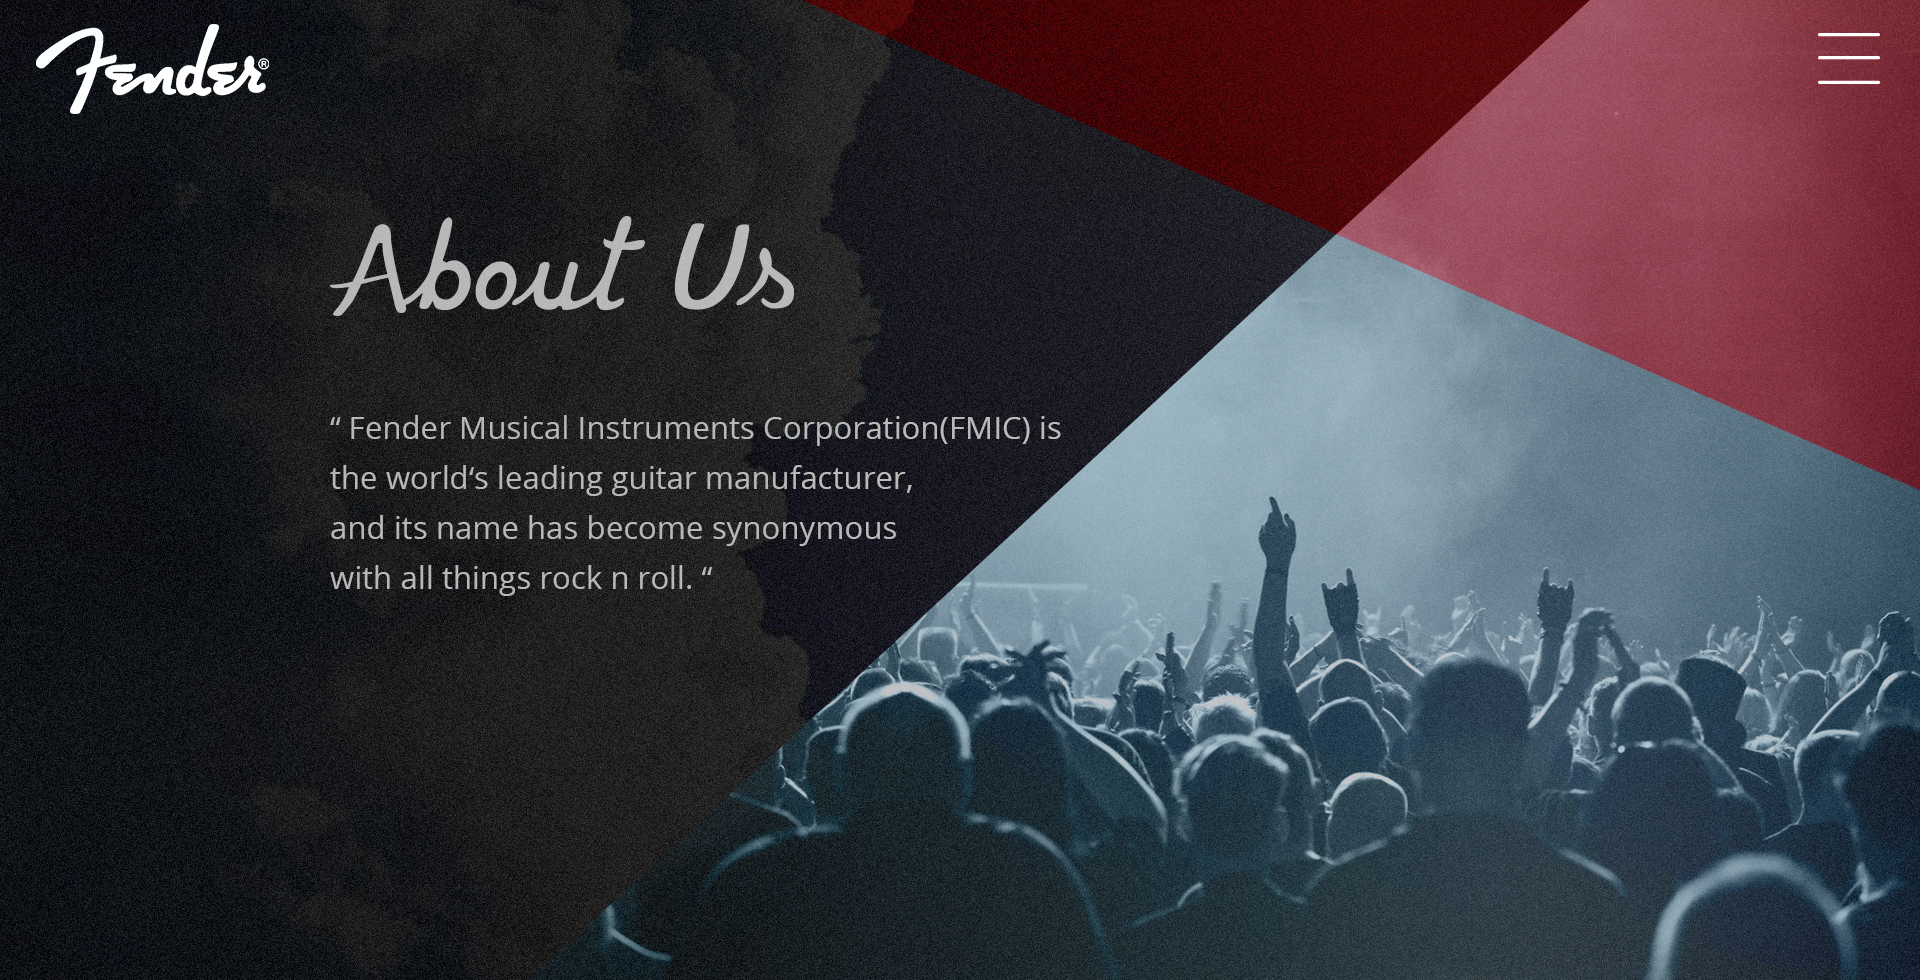 Fender®
About Us
“ Fender Musical Instruments Corporation(FMIC) is
the world‘s leading guitar manufacturer,
and its name has become synonymous
with all things rock n roll. “